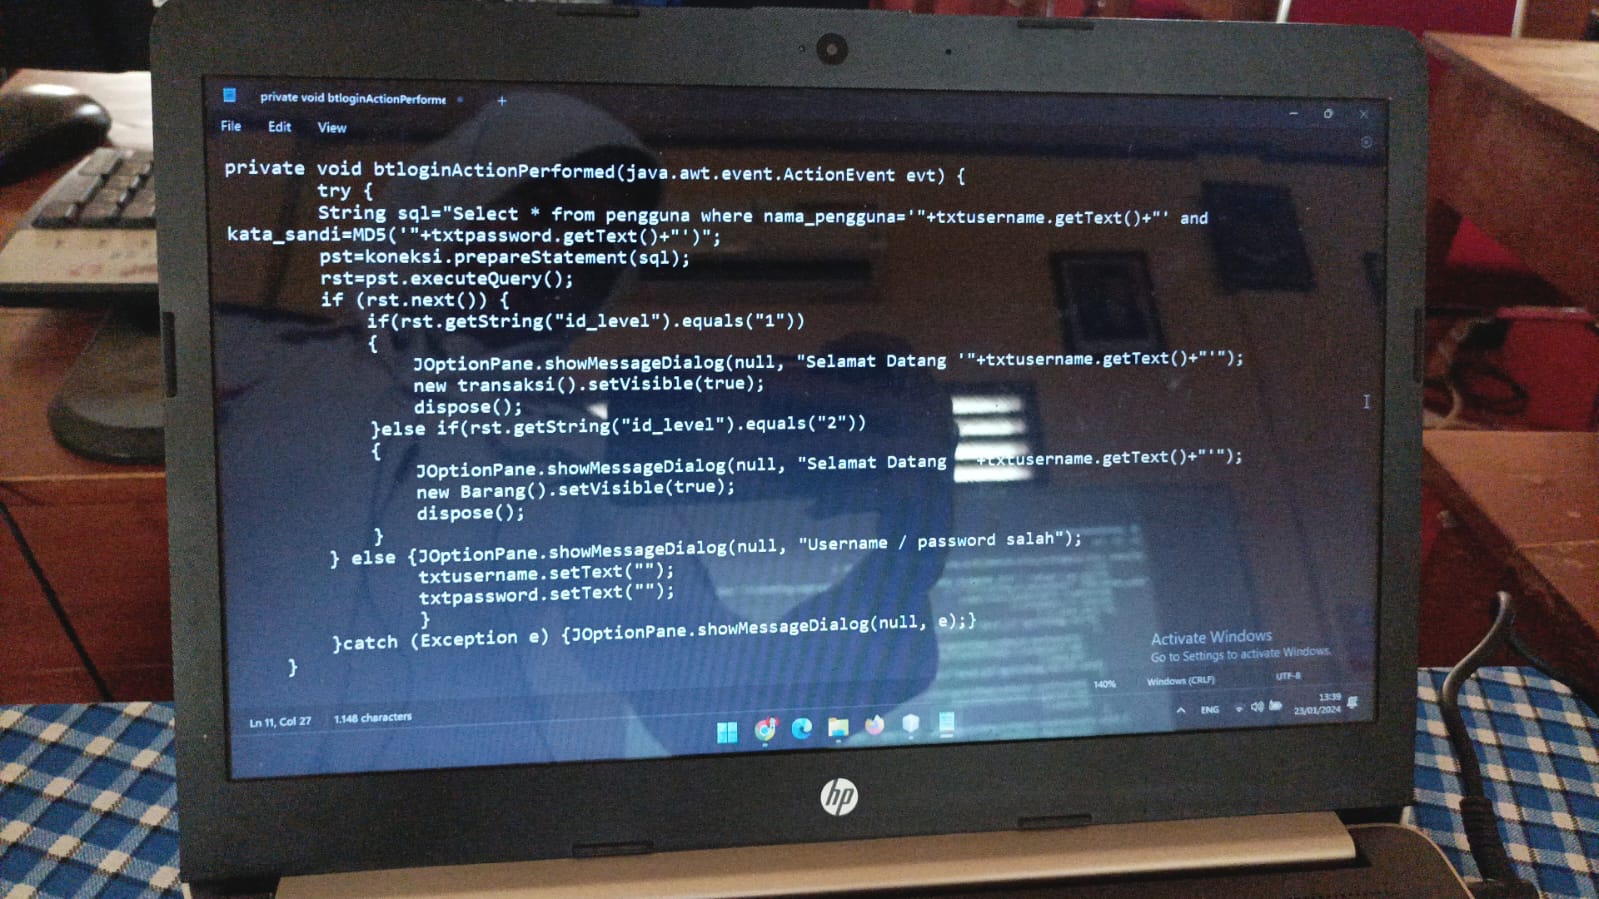 private void btloginActionPerforme
File Edit View
private void btloginActionPerformed(java.awt.event.ActionEvent evt) {
try {
String sql="Select * from pengguna where nama_pengguna='"+txtusername.getText()+"' and
kata_sandi=MD5('"+txtpassword.getText()+"')";
pst=koneksi.prepareStatement(sql);
rst=pst.executeQuery();
if (rst.next()) {
if(rst.getString("id_level").equals("1"))
{
JOptionPane.showMessageDialog(null, "Selamat Datang '"+txtusername.getText()+"'");
new transaksi().setVisible(true);
dispose();
}else if(rst.getString("id_level").equals("2"))
{
JOptionPane.showMessageDialog(null, "Selamat Datang +txtusername.getText()+"'");
new Barang().setVisible(true);
dispose();
}
} else {JOptionPane.showMessageDialog(null, "Username / password salah");
txtusername.setText("");
txtpassword.setText("");
}
}catch (Exception e) {JOptionPane.showMessageDialog(null, e);}
}
Activate Windows
Go to Settings to activate Windows.
Ln 11, Col 27 1.148 characters 140% Windows (CRLF) UTF-8
ENG 13:39
23/01/2024
hp